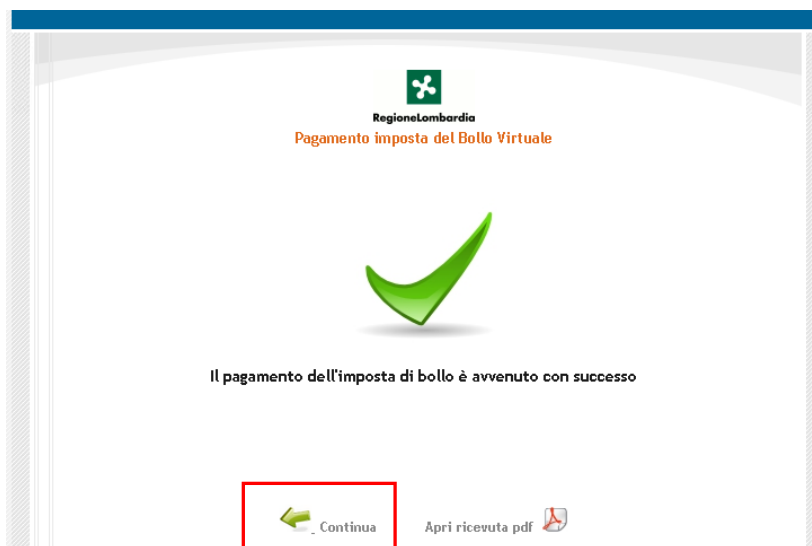 RegioneLombardia
Pagamento imposta del Bollo Virtuale
Il pagamento dell'imposta di bollo è avvenuto con successo
Continua Apri ricevuta pdf